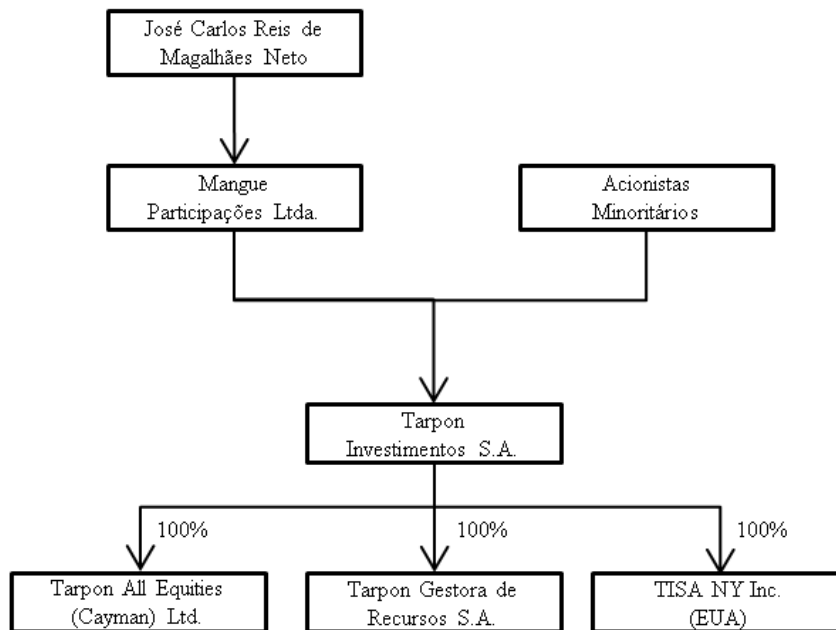 José Carlos Reis de
Magalhães Neto
Mangue
Participações Ltda.
Acionistas
Minoritários
Tarpon
Investimentos S.A.
100%
100%
100%
Tarpon All Equities
(Cayman) Ltd.
Tarpon Gestora de
Recursos S.A.
TISA NY Inc.
(EUA)